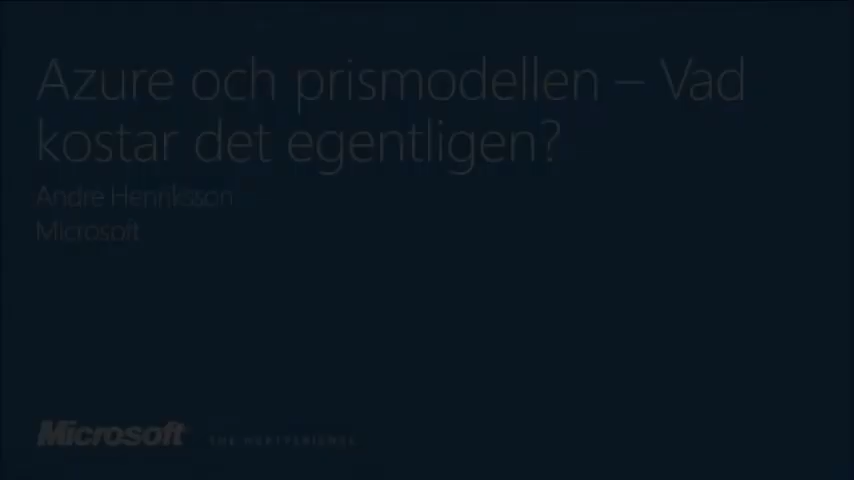 Azure och prismodellen – Vad
kostar det egentligen?
Andre Henriksson
Microsoft
Microsoft